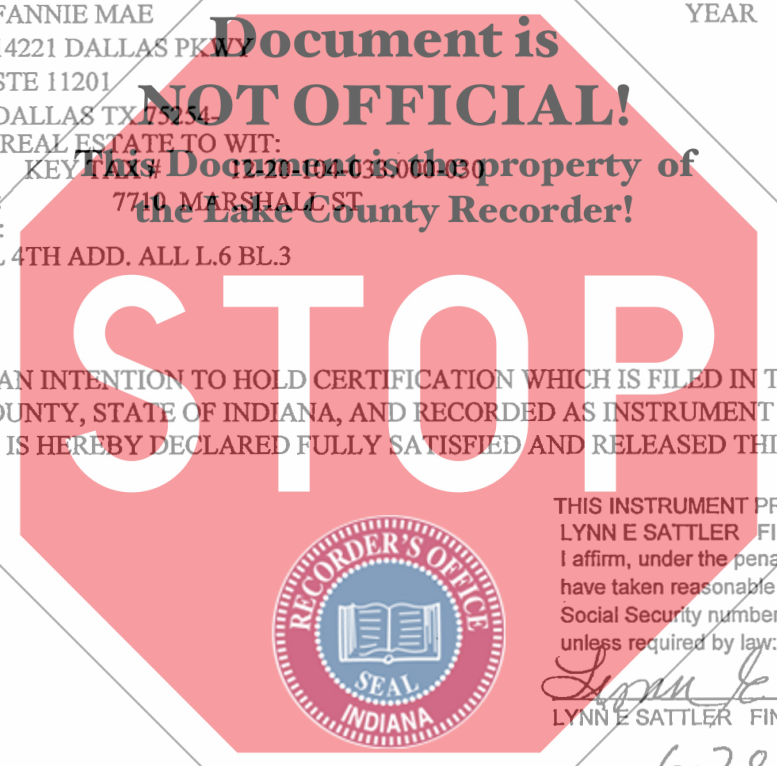 FANNIE MAE YEAR
14221 DALLAS PKWY
STE 11201
DALLAS TX 75254-
REAL ESTATE TO WIT:
KEY TAX# 12-20-104-033.000-030
7710 MARSHALL ST
4TH ADD. ALL L.6 BL.3
Document is
NOT OFFICIAL!
This Document is the property of
the Lake County Recorder!
STOP
AN INTENTION TO HOLD CERTIFICATION WHICH IS FILED IN
OUNTY, STATE OF INDIANA, AND RECORDED AS INSTRUMENT
IS HEREBY DECLARED FULLY SATISFIED AND RELEASED THI
THIS INSTRUMENT PR
LYNN E SATTLER FI
I affirm, under the pena
have taken reasonable
Social Security number
unless required by law:
LYNN E SATTLER FIN
RECORDER'S OFFICE
SEAL
INDIANA